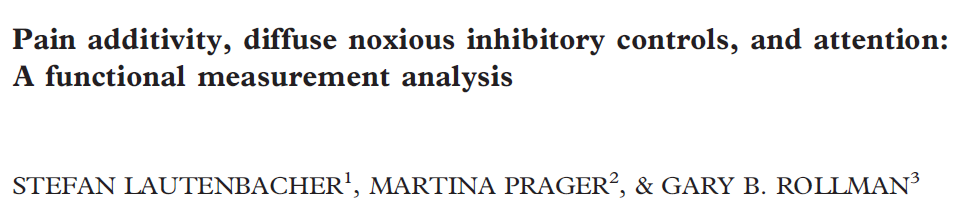 Pain additivity, diffuse noxious inhibitory controls, and attention:
A functional measurement analysis
STEFAN LAUTENBACHER¹, MARTINA PRAGER², & GARY B. ROLLMAN³